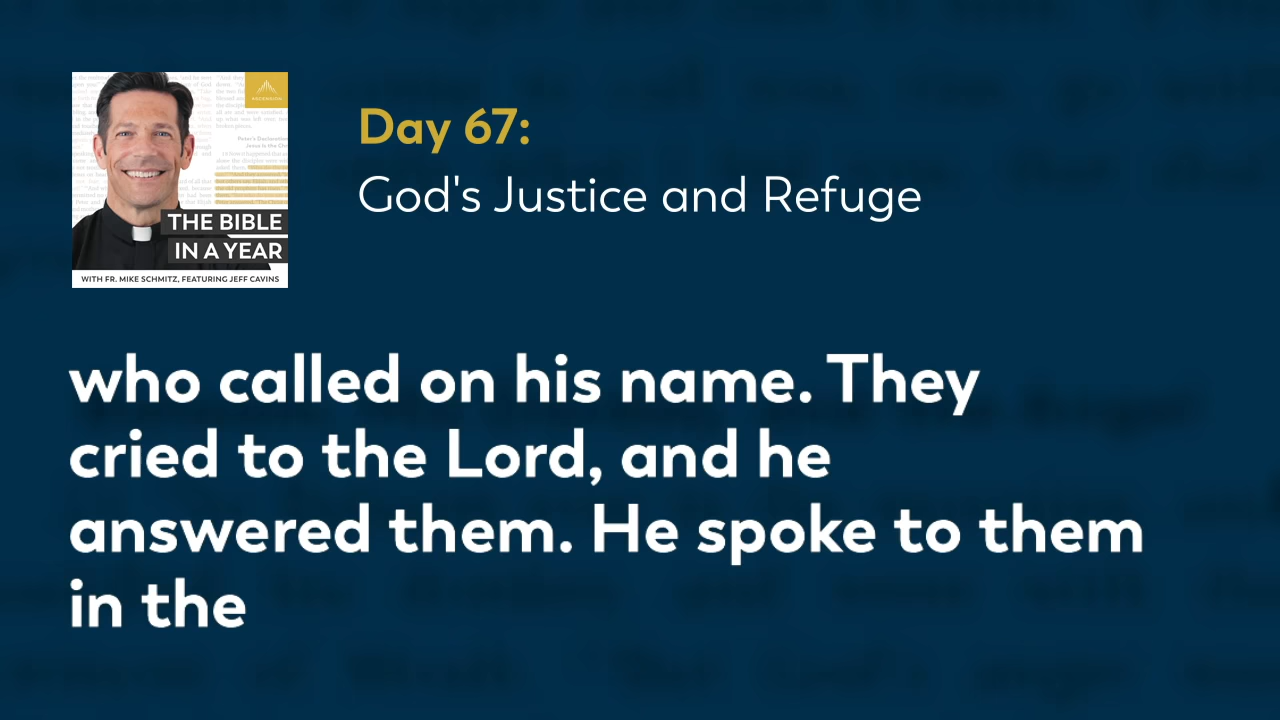 Day 67:
God's Justice and Refuge
THE BIBLE
IN A YEAR
WITH FR. MIKE SCHMITZ, FEATURING JEFF CAVINS
who called on his name. They
cried to the Lord, and he
answered them. He spoke to them
in the